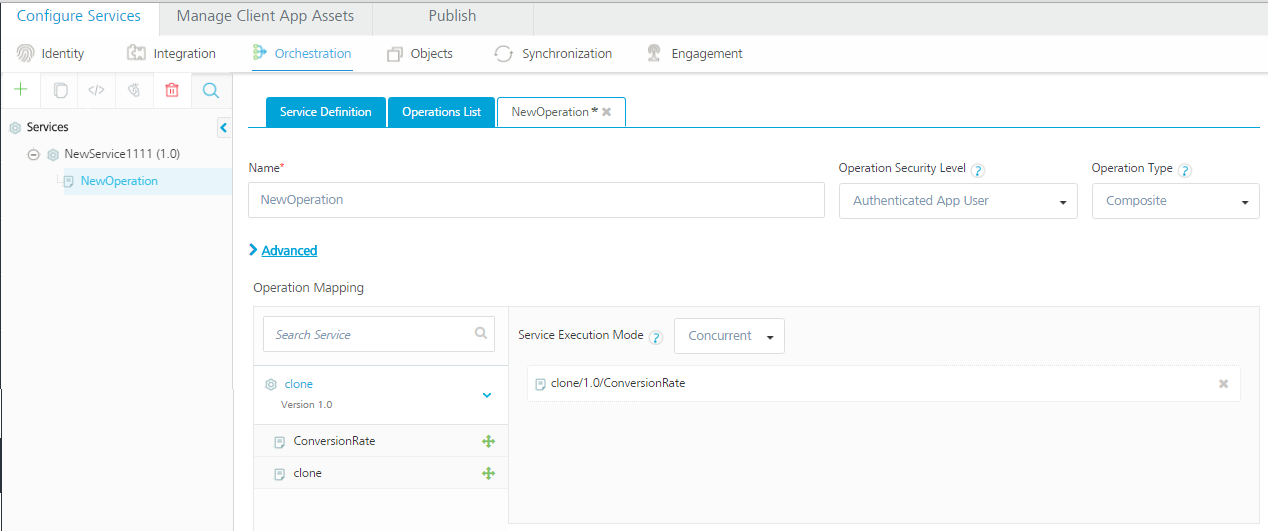 Configure Services Manage Client App Assets Publish
Identity Integration Orchestration Objects Synchronization Engagement
Service Definition Operations List NewOperation *
Services
NewService1111 (1.0)
NewOperation
Name* Operation Security Level ? Operation Type ?
NewOperation Authenticated App User Composite
Advanced
Operation Mapping
Search Service Service Execution Mode ? Concurrent
clone clone/1.0/ConversionRate
Version 1.0
ConversionRate
clone